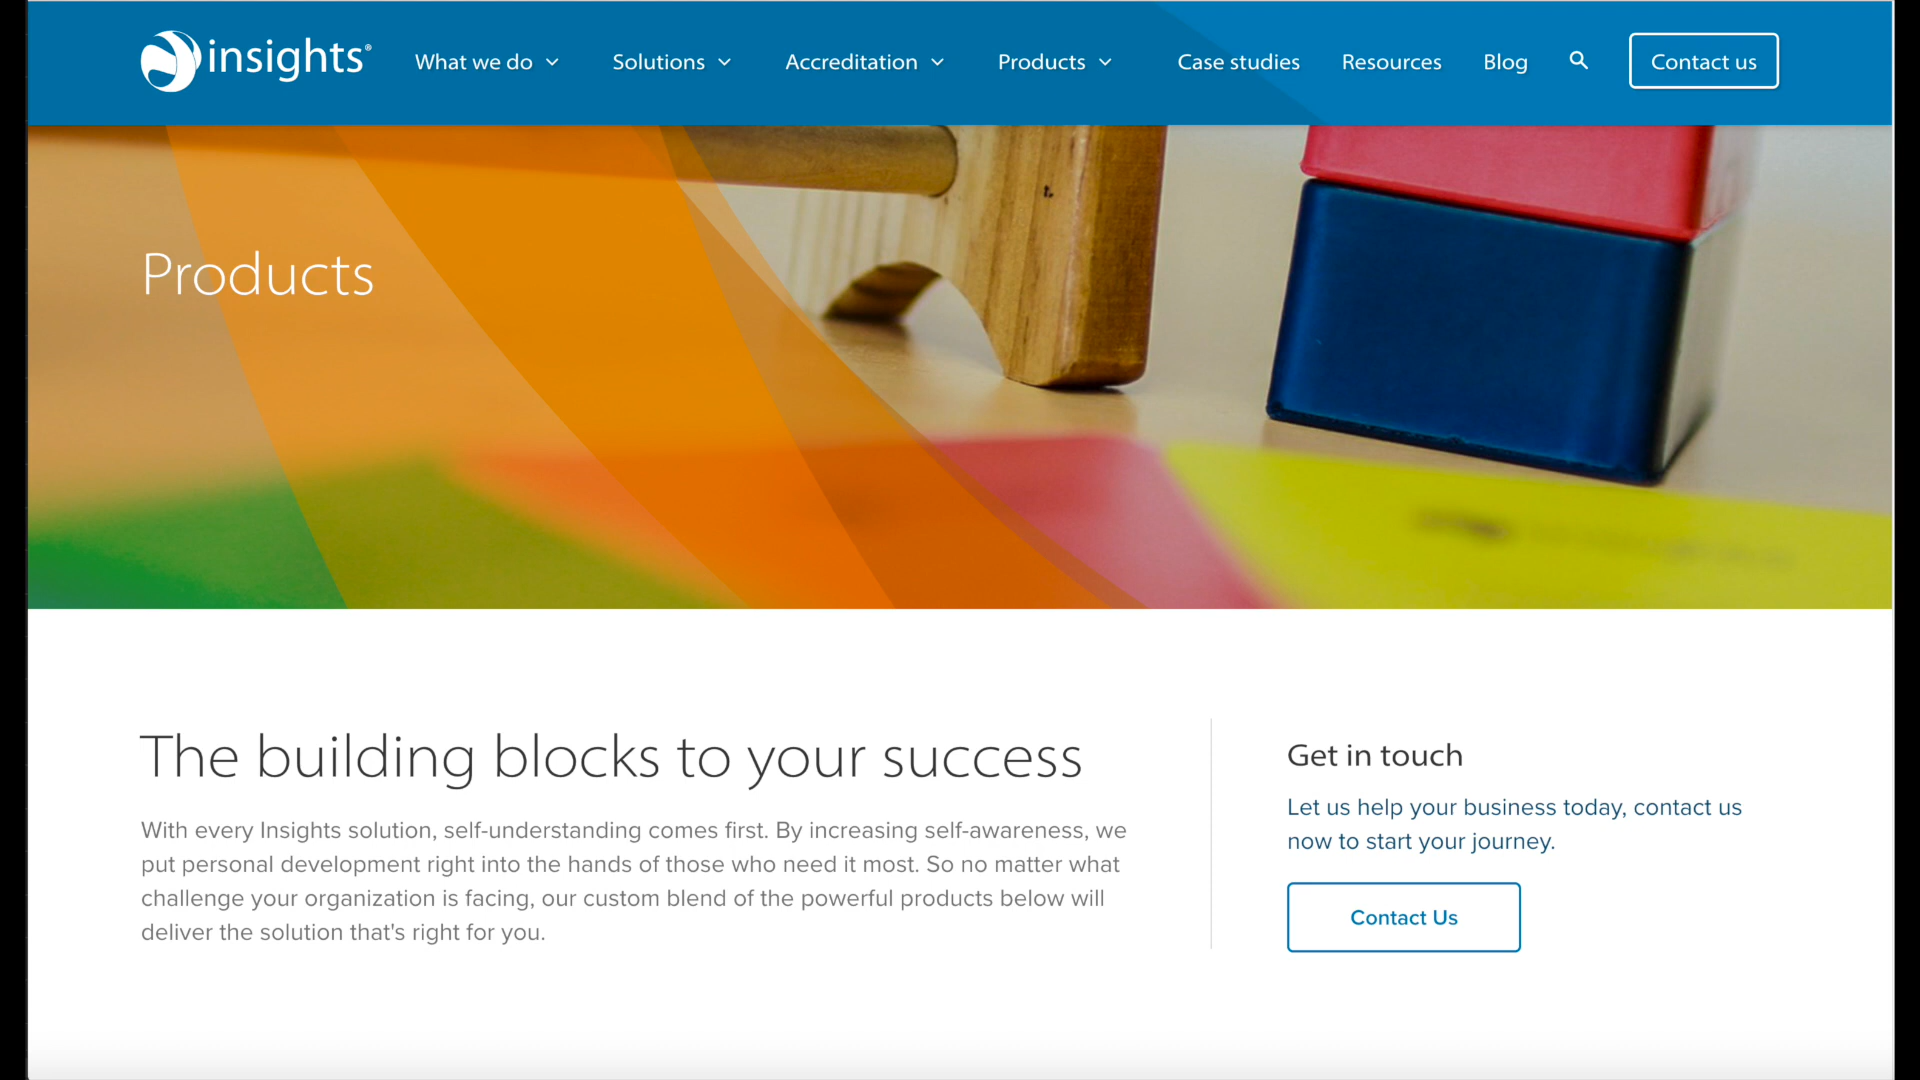 insights®
What we do
Solutions
Accreditation
Products
Case studies
Resources
Blog
Contact us
Products
The building blocks to your success
With every Insights solution, self-understanding comes first. By increasing self-awareness, we
put personal development right into the hands of those who need it most. So no matter what
challenge your organization is facing, our custom blend of the powerful products below will
deliver the solution that's right for you.
Get in touch
Let us help your business today, contact us
now to start your journey.
Contact Us